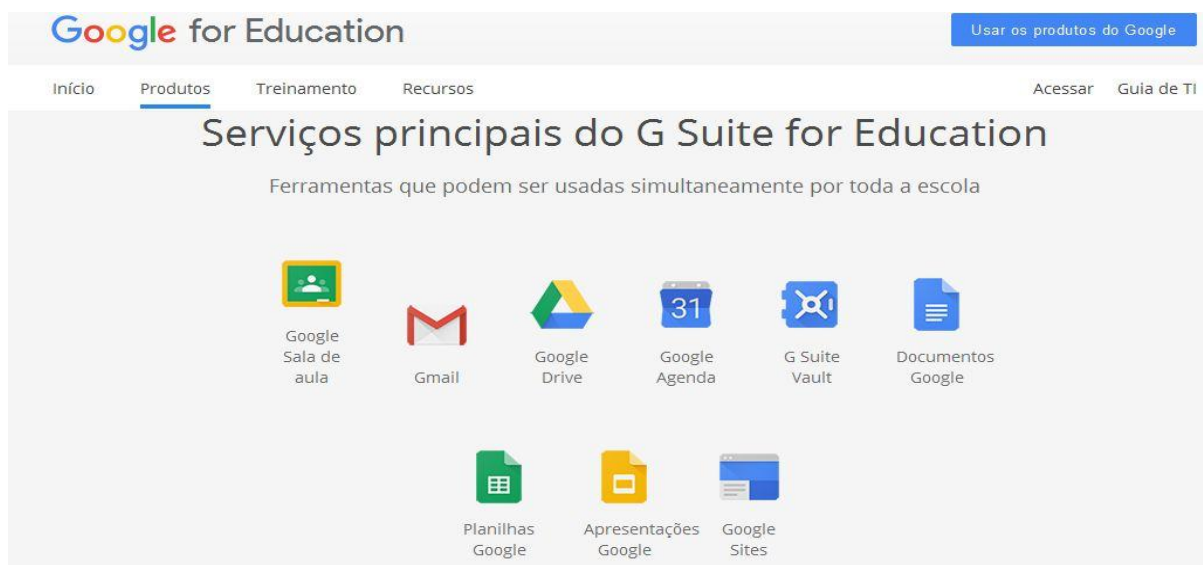 Google for Education
Usar os produtos do Google
Início Produtos Treinamento Recursos Acessar Guia de TI
Serviços principais do G Suite for Education
Ferramentas que podem ser usadas simultaneamente por toda a escola
31
Google
Sala de
aula
Gmail
Google
Drive
Google
Agenda
G Suite
Vault
Documentos
Google
Planilhas
Google
Apresentações
Google
Google
Sites